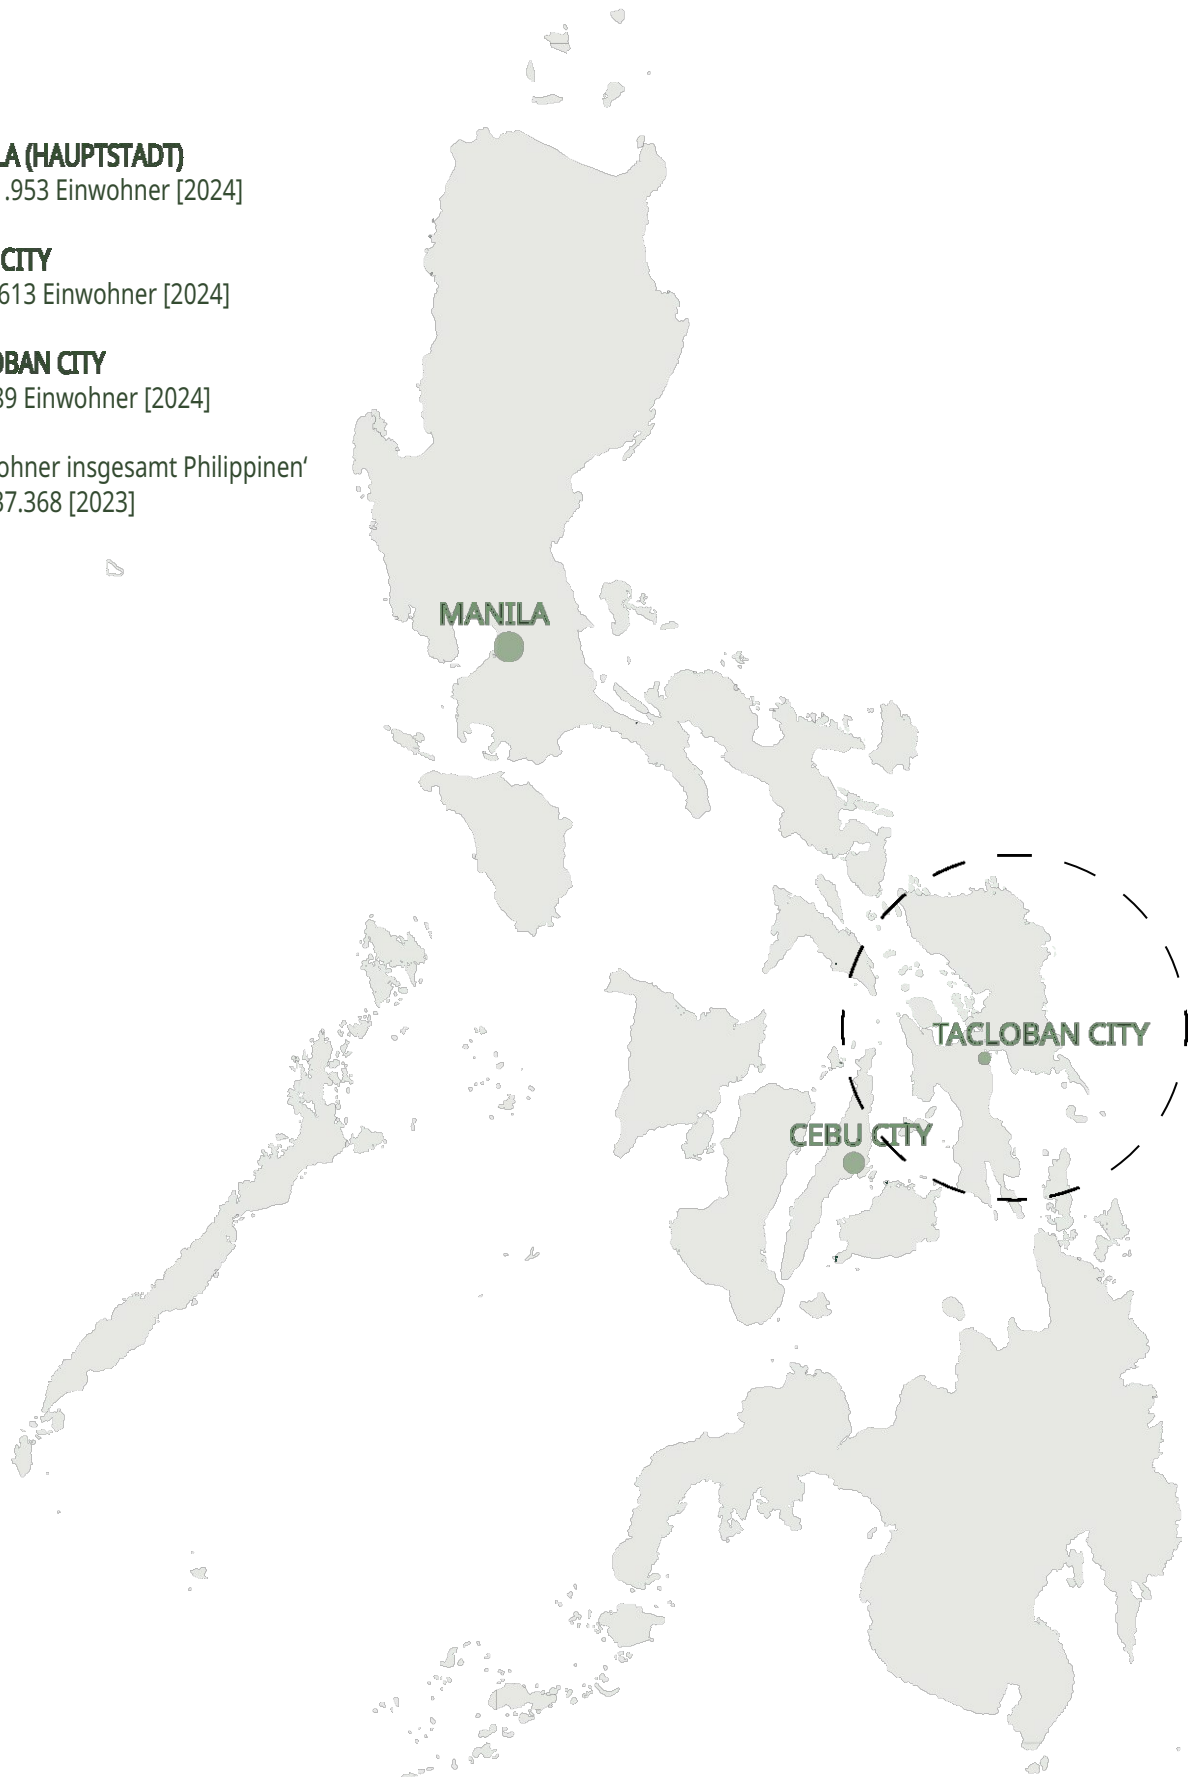 LA (HAUPTSTADT)
.953 Einwohner [2024]
CITY
613 Einwohner [2024]
OBAN CITY
89 Einwohner [2024]
ohner insgesamt Philippinen‘
37.368 [2023]
MANILA
TACLOBAN CITY
CEBU CITY